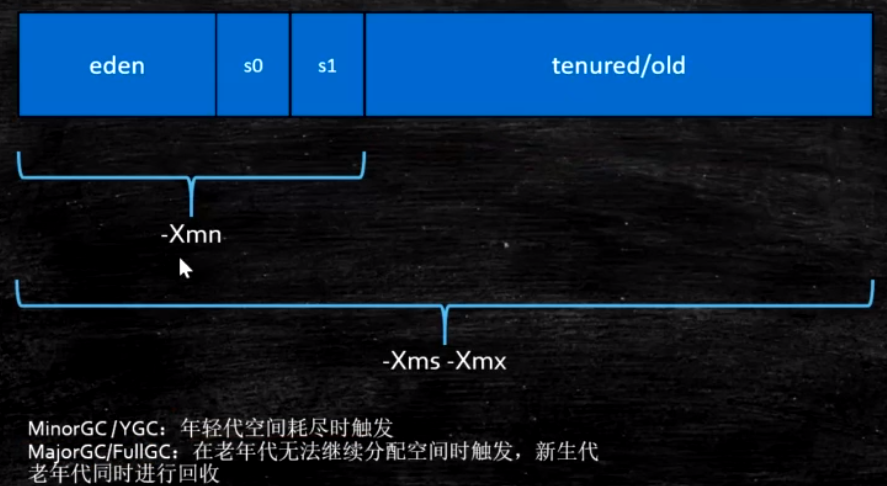 eden s0 s1 tenured/old
-Xmn
-Xms -Xmx
MinorGC/YGC：年轻代空间耗尽时触发
MajorGC/FullGC：在老年代无法继续分配空间时触发，新生代
老年代同时进行回收